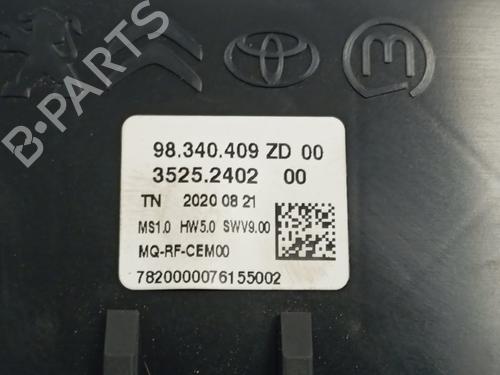 B-PARTS
98.340.409 ZD 00
3525.2402 00
TN 2020 08 21
MS1.0 HW5.0 SWV9.00
MQ-RF-CEM00
7820000076155002